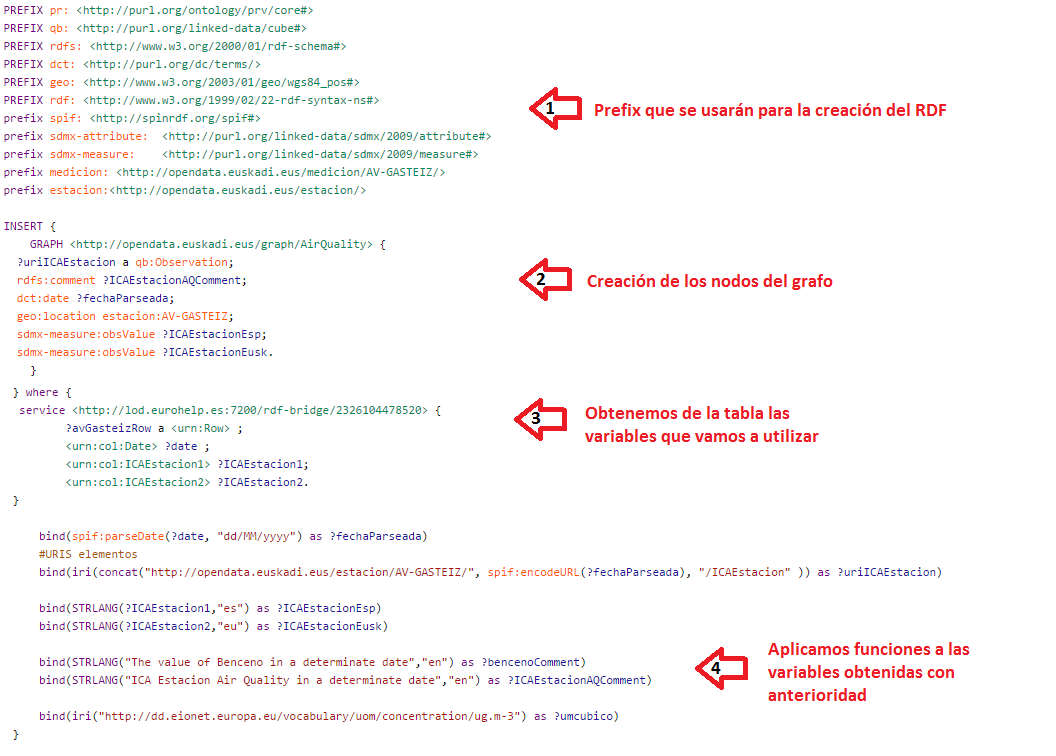 PREFIX pr: <http://purl.org/ontology/prv/core#>
PREFIX qb: <http://purl.org/linked-data/cube#>
PREFIX rdfs: <http://www.w3.org/2000/01/rdf-schema#>
PREFIX dct: <http://purl.org/dc/terms/>
PREFIX geo: <http://www.w3.org/2003/01/geo/wgs84_pos#>
PREFIX rdf: <http://www.w3.org/1999/02/22-rdf-syntax-ns#>
prefix spif: <http://spinrdf.org/spif#>
prefix sdmx-attribute:  <http://purl.org/linked-data/sdmx/2009/attribute#>
prefix sdmx-measure:    <http://purl.org/linked-data/sdmx/2009/measure#>
prefix medicion: <http://opendata.euskadi.eus/medicion/AV-GASTEIZ/>
prefix estacion:<http://opendata.euskadi.eus/estacion/>
1 Prefix que se usarán para la creación del RDF
INSERT {
GRAPH <http://opendata.euskadi.eus/graph/AirQuality> {
?uriICAEstacion a qb:Observation;
rdfs:comment ?ICAEstacionAQComment;
dct:date ?fechaParseada;
geo:location estacion:AV-GASTEIZ;
sdmx-measure:obsValue ?ICAEstacionEsp;
sdmx-measure:obsValue ?ICAEstacionEusk.
}
2 Creación de los nodos del grafo
} where {
service <http://lod.eurohelp.es:7200/rdf-bridge/2326104478520> {
?avGasteizRow a <urn:Row> ;
<urn:col:Date> ?date ;
<urn:col:ICAEstacion1> ?ICAEstacion1;
<urn:col:ICAEstacion2> ?ICAEstacion2.
}
3 Obtenemos de la tabla las
variables que vamos a utilizar
bind(spif:parseDate(?date, "dd/MM/yyyy") as ?fechaParseada)
#URIS elementos
bind(iri(concat("http://opendata.euskadi.eus/estacion/AV-GASTEIZ/", spif:encodeURL(?fechaParseada), "/ICAEstacion" )) as ?uriICAEstacion)
bind(STRLANG(?ICAEstacion1,"es") as ?ICAEstacionEsp)
bind(STRLANG(?ICAEstacion2,"eu") as ?ICAEstacionEusk)
bind(STRLANG("The value of Benceno in a determinate date","en") as ?bencenoComment)
bind(STRLANG("ICA Estacion Air Quality in a determinate date","en") as ?ICAEstacionAQComment)
bind(iri("http://dd.eionet.europa.eu/vocabulary/uom/concentration/ug.m-3") as ?umcubico)
}
4 Aplicamos funciones a las
variables obtenidas con
anterioridad